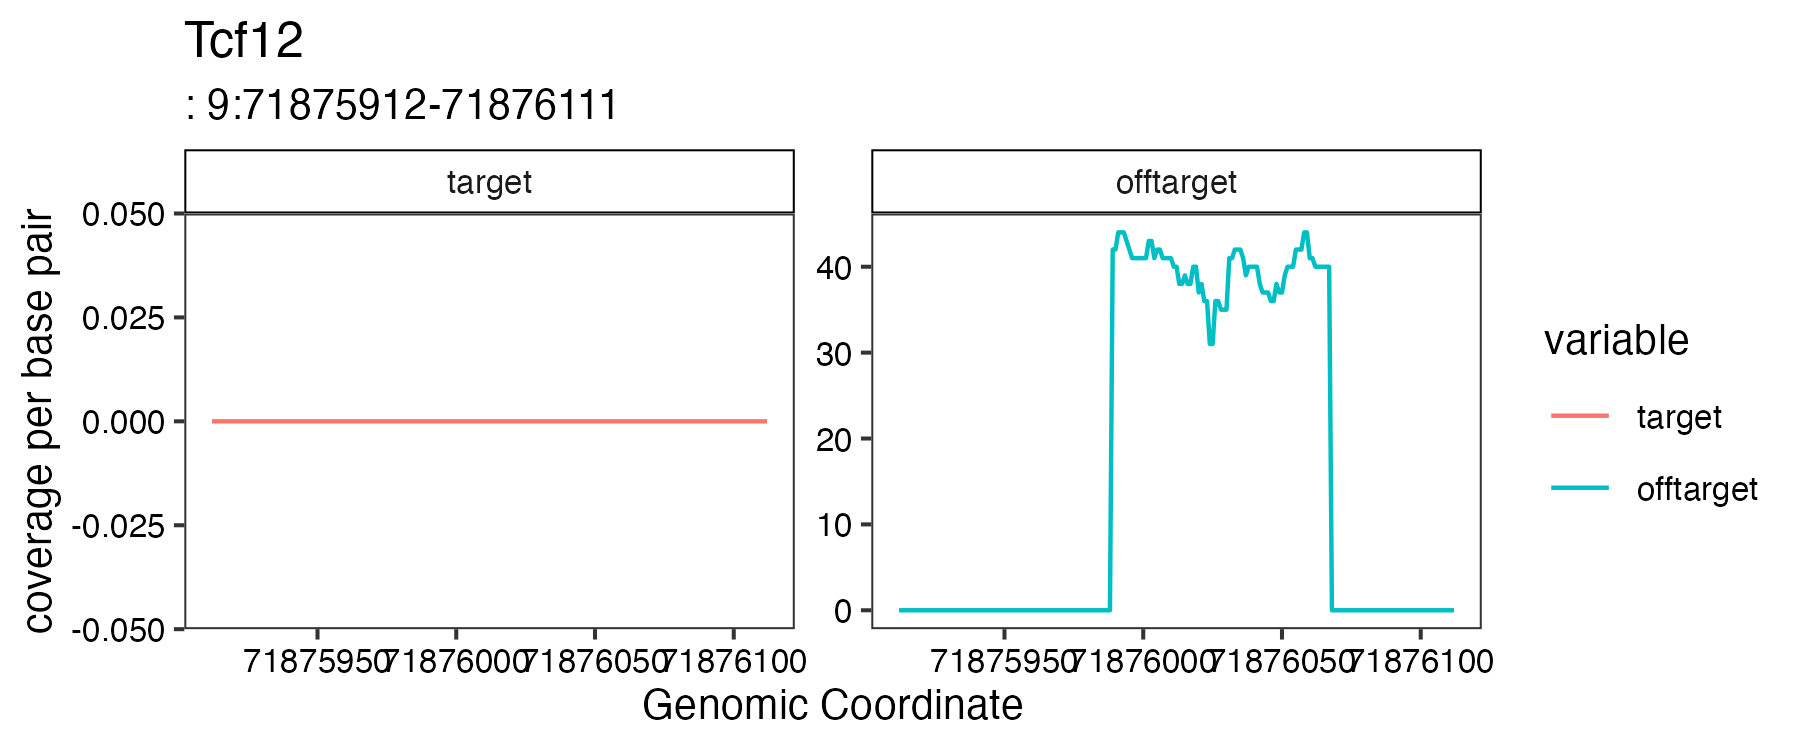 Tcf12
: 9:71875912-71876111
target
offtarget
coverage per base pair
0.050
0.025
0.000
-0.025
-0.050
40
30
20
10
0
71875950 71876000 71876050 71876100
71875950 71876000 71876050 71876100
Genomic Coordinate
variable
target
offtarget